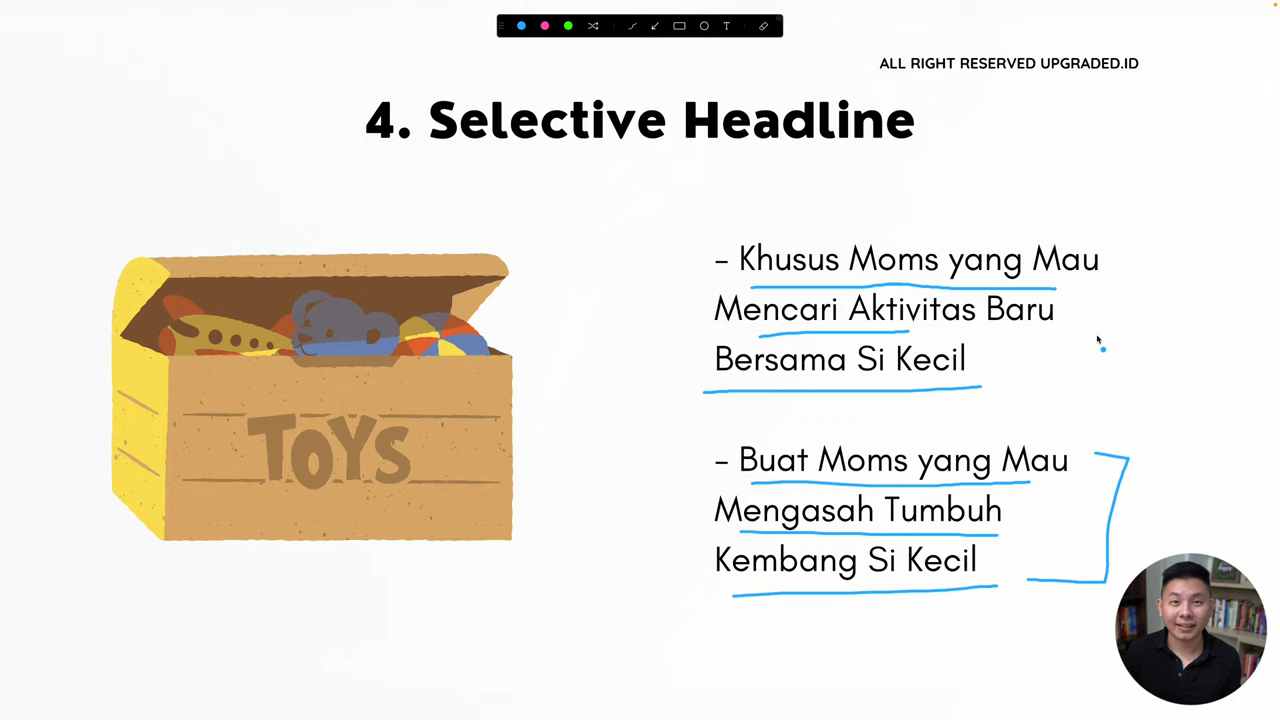 ALL RIGHT RESERVED UPGRADED.ID
4. Selective Headline
– Khusus Moms yang Mau
Mencari Aktivitas Baru
Bersama Si Kecil
TOYS
– Buat Moms yang Mau
Mengasah Tumbuh
Kembang Si Kecil